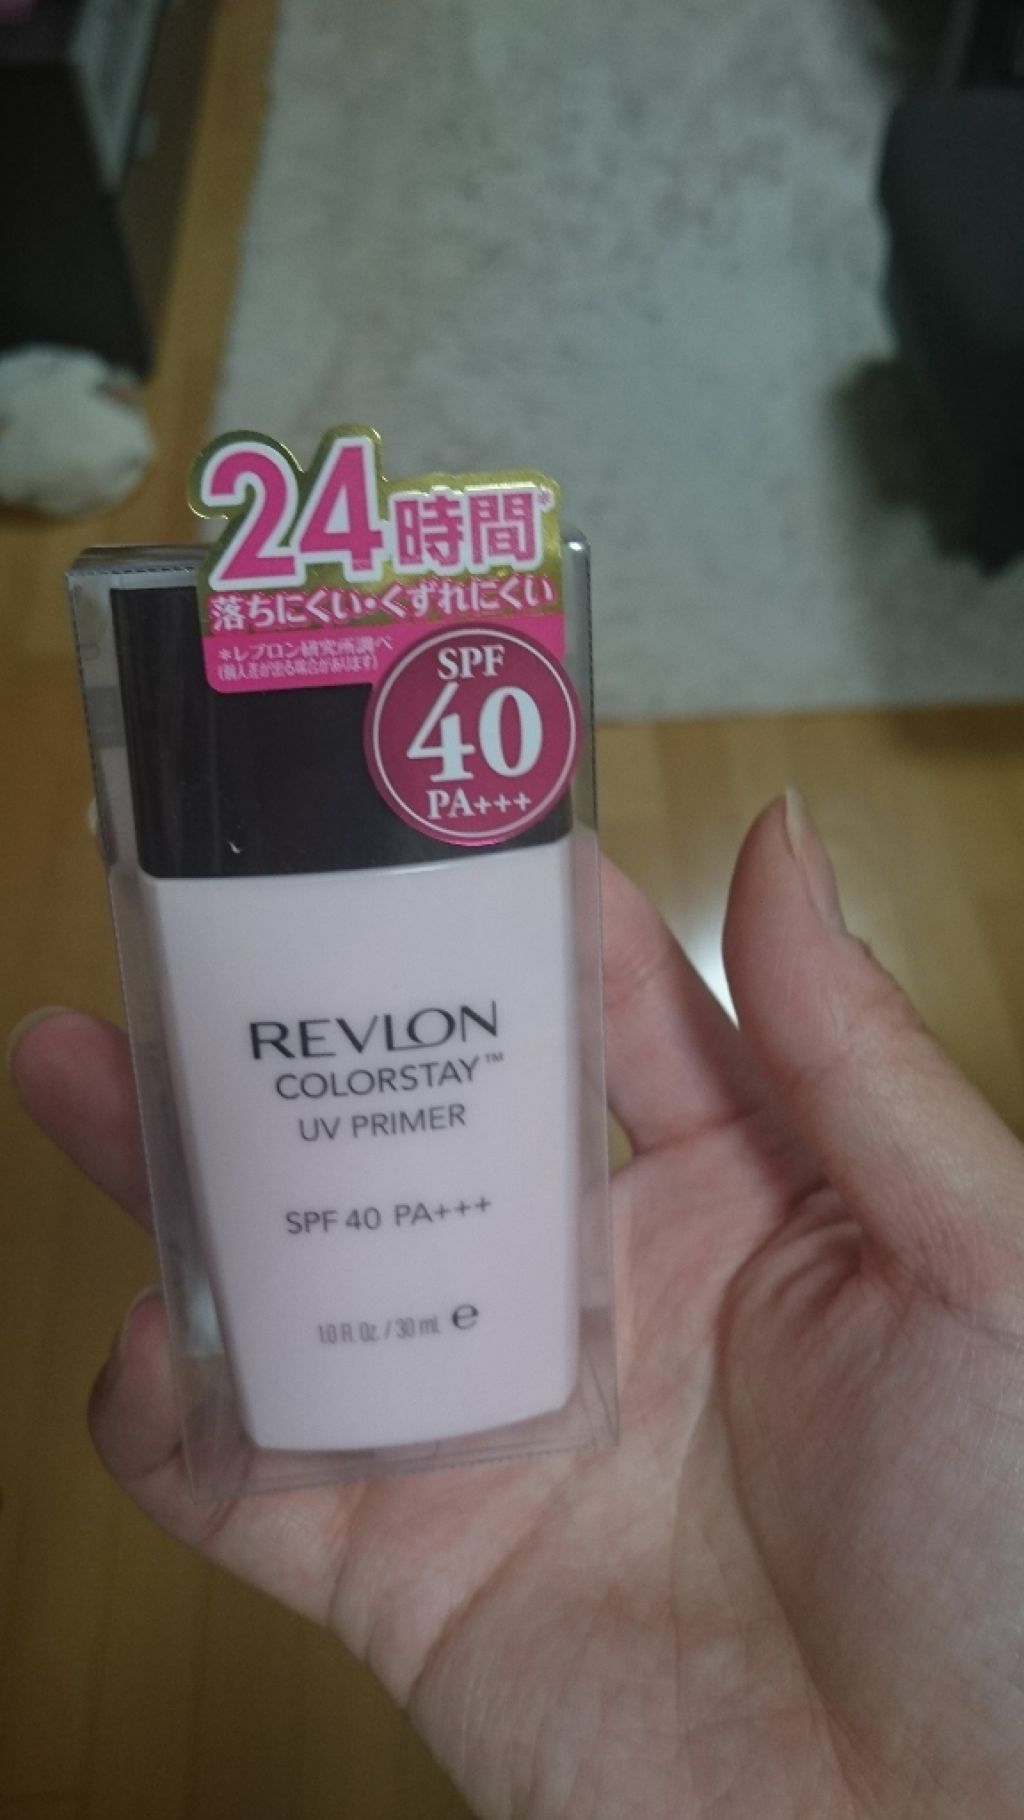 24時間*
落ちにくい・くずれにくい
*レブロン研究所調べ
(個人差が出る場合があります)
SPF
40
PA+++
REVLON
COLORSTAY™
UV PRIMER
SPF 40 PA+++
1.0 Fl. Oz. / 30 ml. ℮